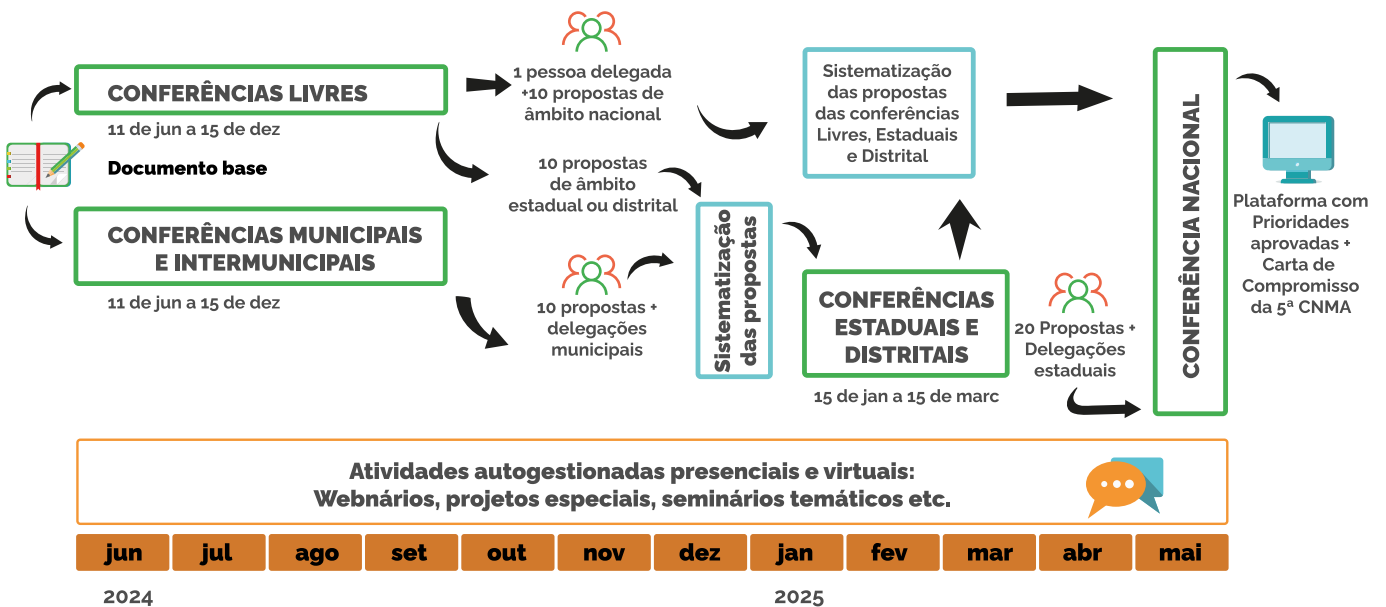 CONFERÊNCIAS LIVRES
11 de jun a 15 de dez
Documento base
CONFERÊNCIAS MUNICIPAIS
E INTERMUNICIPAIS
11 de jun a 15 de dez
1 pessoa delegada
+10 propostas de
âmbito nacional
10 propostas
de âmbito
estadual ou distrital
10 propostas +
delegações
municipais
Sistematização
das propostas
Sistematização
das propostas
das conferências
Livres, Estaduais
e Distrital
CONFERÊNCIAS
ESTADUAIS E
DISTRITAIS
15 de jan a 15 de marc
20 Propostas +
Delegações
estaduais
CONFERÊNCIA NACIONAL
Plataforma com
Prioridades
aprovadas +
Carta de
Compromisso
da 5ª CNMA
Atividades autogestionadas presenciais e virtuais:
Webnários, projetos especiais, seminários temáticos etc.
jun jul ago set out nov dez jan fev mar abr mai
2024 2025